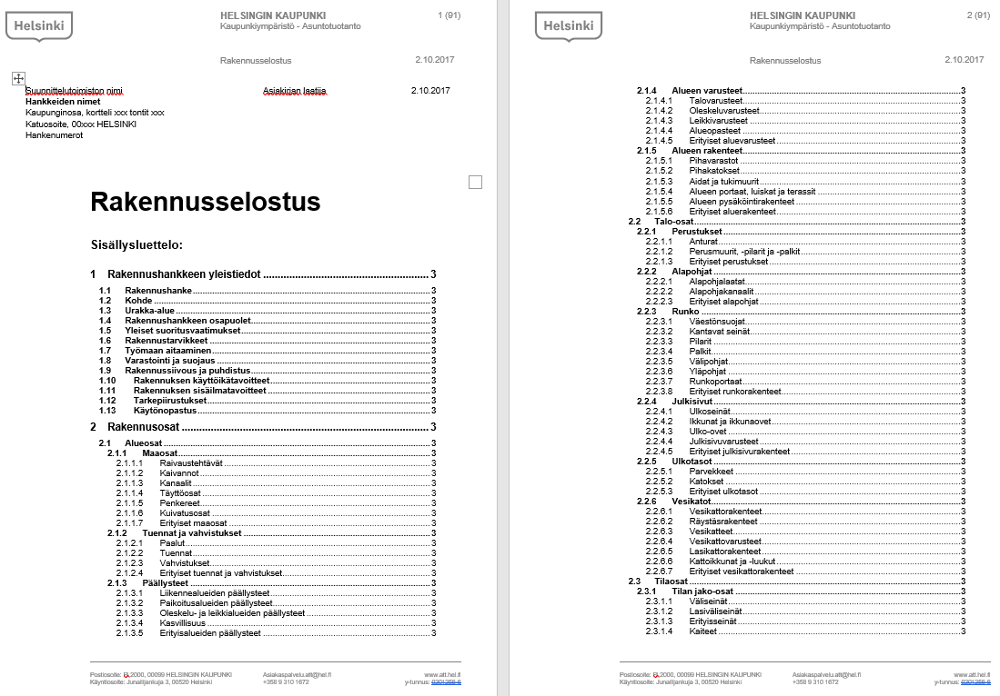 Helsinki
HELSINGIN KAUPUNKI 1 (91)
Kaupunkiympäristö - Asuntotuotanto
Rakennusselostus 2.10.2017
Suunnittelutoimiston nimi Asiakirjan laatija 2.10.2017
Hankkeiden nimet
Kaupunginosa, kortteli xxx tontit xxx
Katuosoite, 00xxx HELSINKI
Hankenumerot
Rakennusselostus
Sisällysluettelo:
1 Rakennushankkeen yleistiedot 3
1.1 Rakennushanke 3
1.2 Kohde 3
1.3 Urakka-alue 3
1.4 Rakennushankkeen osapuolet 3
1.5 Yleiset suoritusvaatimukset 3
1.6 Rakennustarvikkeet 3
1.7 Työmaan aitaaminen 3
1.8 Varastointi ja suojaus 3
1.9 Rakennussiivous ja puhdistus 3
1.10 Rakennuksen käyttöikätavoitteet 3
1.11 Rakennuksen sisäilmatavoitteet 3
1.12 Tarkepiirustukset 3
1.13 Käytönopastus 3
2 Rakennusosat 3
2.1 Alueosat 3
2.1.1 Maaosat 3
2.1.1.1 Raivaustehtävät 3
2.1.1.2 Kaivannot 3
2.1.1.3 Kanaalit 3
2.1.1.4 Täyttöosat 3
2.1.1.5 Penkereet 3
2.1.1.6 Kuivatusosat 3
2.1.1.7 Erityiset maaosat 3
2.1.2 Tuennat ja vahvistukset 3
2.1.2.1 Paalut 3
2.1.2.2 Tuennat 3
2.1.2.3 Vahvistukset 3
2.1.2.4 Erityiset tuennat ja vahvistukset 3
2.1.3 Päällysteet 3
2.1.3.1 Liikennealueiden päällysteet 3
2.1.3.2 Paikoitusalueiden päällysteet 3
2.1.3.3 Oleskelu- ja leikkialueiden päällysteet 3
2.1.3.4 Kasvillisuus 3
2.1.3.5 Erityisalueiden päällysteet 3
Postiosoite: 2000, 00099 HELSINGIN KAUPUNKI Asiakaspalvelu.att@hel.fi www.att.hel.fi
Käyntiosoite: Junailijankuja 3, 00520 Helsinki +358 9 310 1672 y-tunnus: 0201256-6
Helsinki
HELSINGIN KAUPUNKI 2 (91)
Kaupunkiympäristö - Asuntotuotanto
Rakennusselostus 2.10.2017
2.1.4 Alueen varusteet 3
2.1.4.1 Talovarusteet 3
2.1.4.2 Oleskeluvarusteet 3
2.1.4.3 Leikkivarusteet 3
2.1.4.4 Alueopasteet 3
2.1.4.5 Erityiset aluevarusteet 3
2.1.5 Alueen rakenteet 3
2.1.5.1 Pihavarastot 3
2.1.5.2 Pihakatokset 3
2.1.5.3 Aidat ja tukimuurit 3
2.1.5.4 Alueen portaat, luiskat ja terassit 3
2.1.5.5 Alueen pysäköintirakenteet 3
2.1.5.6 Erityiset aluerakenteet 3
2.2 Talo-osat 3
2.2.1 Perustukset 3
2.2.1.1 Anturat 3
2.2.1.2 Perusmuurit, -pilarit ja -palkit 3
2.2.1.3 Erityiset perustukset 3
2.2.2 Alapohjat 3
2.2.2.1 Alapohjalaatat 3
2.2.2.2 Alapohjakanaalit 3
2.2.2.3 Erityiset alapohjat 3
2.2.3 Runko 3
2.2.3.1 Väestönsuojat 3
2.2.3.2 Kantavat seinät 3
2.2.3.3 Pilarit 3
2.2.3.4 Palkit 3
2.2.3.5 Välipohjat 3
2.2.3.6 Yläpohjat 3
2.2.3.7 Runkoportaat 3
2.2.3.8 Erityiset runkorakenteet 3
2.2.4 Julkisivut 3
2.2.4.1 Ulkoseinät 3
2.2.4.2 Ikkunat ja ikkunaovet 3
2.2.4.3 Ulko-ovet 3
2.2.4.4 Julkisivuvarusteet 3
2.2.4.5 Erityiset julkisivurakenteet 3
2.2.5 Ulkotasot 3
2.2.5.1 Parvekkeet 3
2.2.5.2 Katokset 3
2.2.5.3 Erityiset ulkotasot 3
2.2.6 Vesikatot 3
2.2.6.1 Vesikattorakenteet 3
2.2.6.2 Räystäsrakenteet 3
2.2.6.3 Vesikatteet 3
2.2.6.4 Vesikattovarusteet 3
2.2.6.5 Lasikattorakenteet 3
2.2.6.6 Kattoikkunat ja -luukut 3
2.2.6.7 Erityiset vesikattorakenteet 3
2.3 Tilaosat 3
2.3.1 Tilan jako-osat 3
2.3.1.1 Väliseinät 3
2.3.1.2 Lasiväliseinät 3
2.3.1.3 Erityisseinät 3
2.3.1.4 Kaiteet 3
Postiosoite: 2000, 00099 HELSINGIN KAUPUNKI Asiakaspalvelu.att@hel.fi www.att.hel.fi
Käyntiosoite: Junailijankuja 3, 00520 Helsinki +358 9 310 1672 y-tunnus: 0201256-6